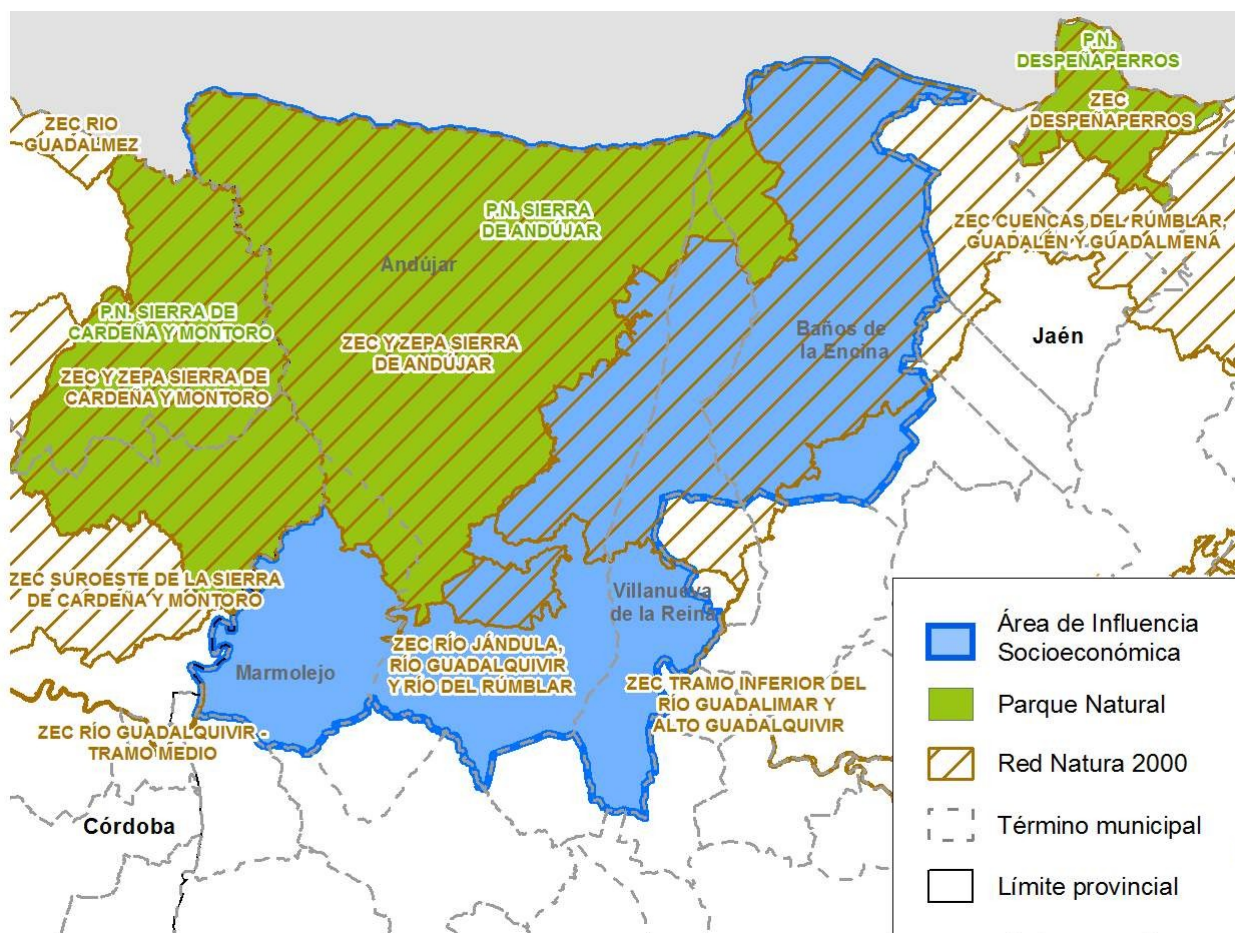 P.N.
DESPEÑAPERROS
ZEC
DESPEÑAPERROS
ZEC RIO
GUADALMEZ
P.N. SIERRA
DE ANDÚJAR
ZEC CUENCAS DEL RÚMBLAR,
GUADALÉN Y GUADALMENA
Andújar
P.N. SIERRA DE
CARDEÑA Y MONTORO
ZEC Y ZEPA SIERRA
DE ANDÚJAR
Baños de
la Encina
Jaén
ZEC Y ZEPA SIERRA DE
CARDEÑA Y MONTORO
ZEC SUROESTE DE LA SIERRA
DE CARDEÑA Y MONTORO
Villanueva
de la Reina
Marmolejo
ZEC RÍO JÁNDULA,
RÍO GUADALQUIVIR
Y RÍO DEL RÚMBLAR
ZEC TRAMO INFERIOR DEL
RÍO GUADALIMAR Y
ALTO GUADALQUIVIR
ZEC RÍO GUADALQUIVIR -
TRAMO MEDIO
Córdoba
Área de Influencia
Socioeconómica
Parque Natural
Red Natura 2000
Término municipal
Límite provincial